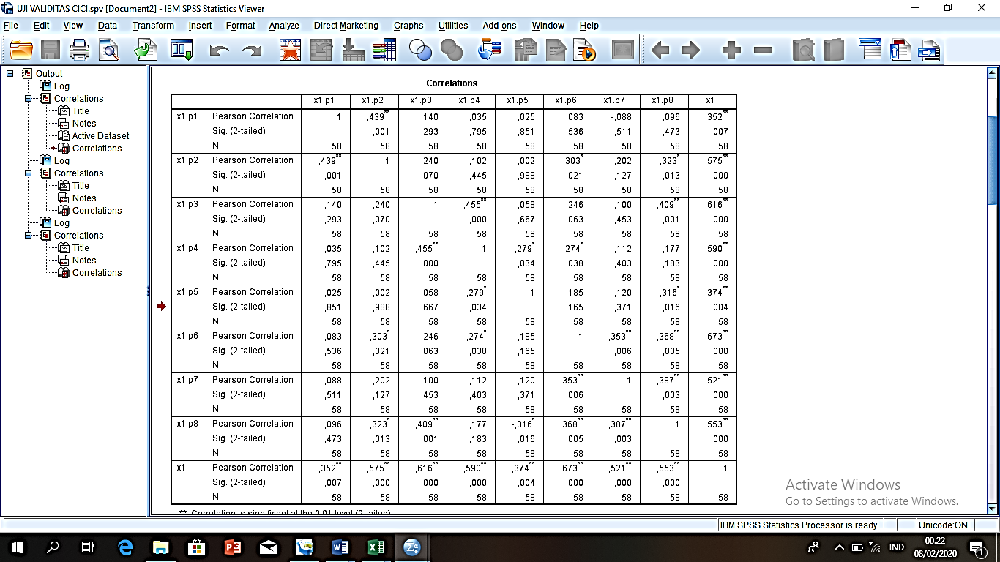 UJI VALIDITAS CICI.spv [Document2] - IBM SPSS Statistics Viewer
File Edit View Data Transform Insert Format Analyze Direct Marketing Graphs Utilities Add-ons Window Help
Output
Log
Correlations
Title
Notes
Active Dataset
Correlations
Log
Correlations
Title
Notes
Correlations
Log
Correlations
Title
Notes
Correlations
Correlations
x1.p1 x1.p2 x1.p3 x1.p4 x1.p5 x1.p6 x1.p7 x1.p8 x1
x1.p1 Pearson Correlation 1 ,439** ,140 ,035 ,025 ,083 -,088 ,096 ,352**
Sig. (2-tailed) ,001 ,293 ,795 ,851 ,536 ,511 ,473 ,007
N 58 58 58 58 58 58 58 58 58
x1.p2 Pearson Correlation ,439** 1 ,240 ,102 ,002 ,303* ,202 ,323* ,575**
Sig. (2-tailed) ,001 ,070 ,445 ,988 ,021 ,127 ,013 ,000
N 58 58 58 58 58 58 58 58 58
x1.p3 Pearson Correlation ,140 ,240 1 ,455** ,058 ,246 ,100 ,409** ,616**
Sig. (2-tailed) ,293 ,070 ,000 ,667 ,063 ,453 ,001 ,000
N 58 58 58 58 58 58 58 58 58
x1.p4 Pearson Correlation ,035 ,102 ,455** 1 ,279* ,274* ,112 ,177 ,590**
Sig. (2-tailed) ,795 ,445 ,000 ,034 ,038 ,403 ,183 ,000
N 58 58 58 58 58 58 58 58 58
x1.p5 Pearson Correlation ,025 ,002 ,058 ,279* 1 ,185 ,120 -,316* ,374**
Sig. (2-tailed) ,851 ,988 ,667 ,034 ,165 ,371 ,016 ,004
N 58 58 58 58 58 58 58 58 58
x1.p6 Pearson Correlation ,083 ,303* ,246 ,274* ,185 1 ,353** ,368** ,673**
Sig. (2-tailed) ,536 ,021 ,063 ,038 ,165 ,006 ,005 ,000
N 58 58 58 58 58 58 58 58 58
x1.p7 Pearson Correlation -,088 ,202 ,100 ,112 ,120 ,353** 1 ,387** ,521**
Sig. (2-tailed) ,511 ,127 ,453 ,403 ,371 ,006 ,003 ,000
N 58 58 58 58 58 58 58 58 58
x1.p8 Pearson Correlation ,096 ,323* ,409** ,177 -,316* ,368** ,387** 1 ,553**
Sig. (2-tailed) ,473 ,013 ,001 ,183 ,016 ,005 ,003 ,000
N 58 58 58 58 58 58 58 58 58
x1 Pearson Correlation ,352** ,575** ,616** ,590** ,374** ,673** ,521** ,553** 1
Sig. (2-tailed) ,007 ,000 ,000 ,000 ,004 ,000 ,000 ,000
N 58 58 58 58 58 58 58 58 58
**. Correlation is significant at the 0.01 level (2-tailed)
Activate Windows
Go to Settings to activate Windows.
IBM SPSS Statistics Processor is ready Unicode:ON
IND 00.22
08/02/2020